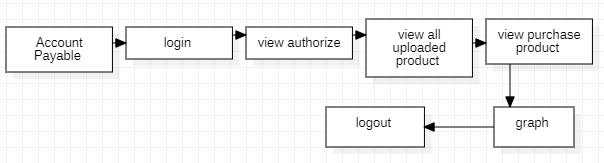 Account
Payable
login
view authorize
view all
uploaded
product
view purchase
product
logout
graph